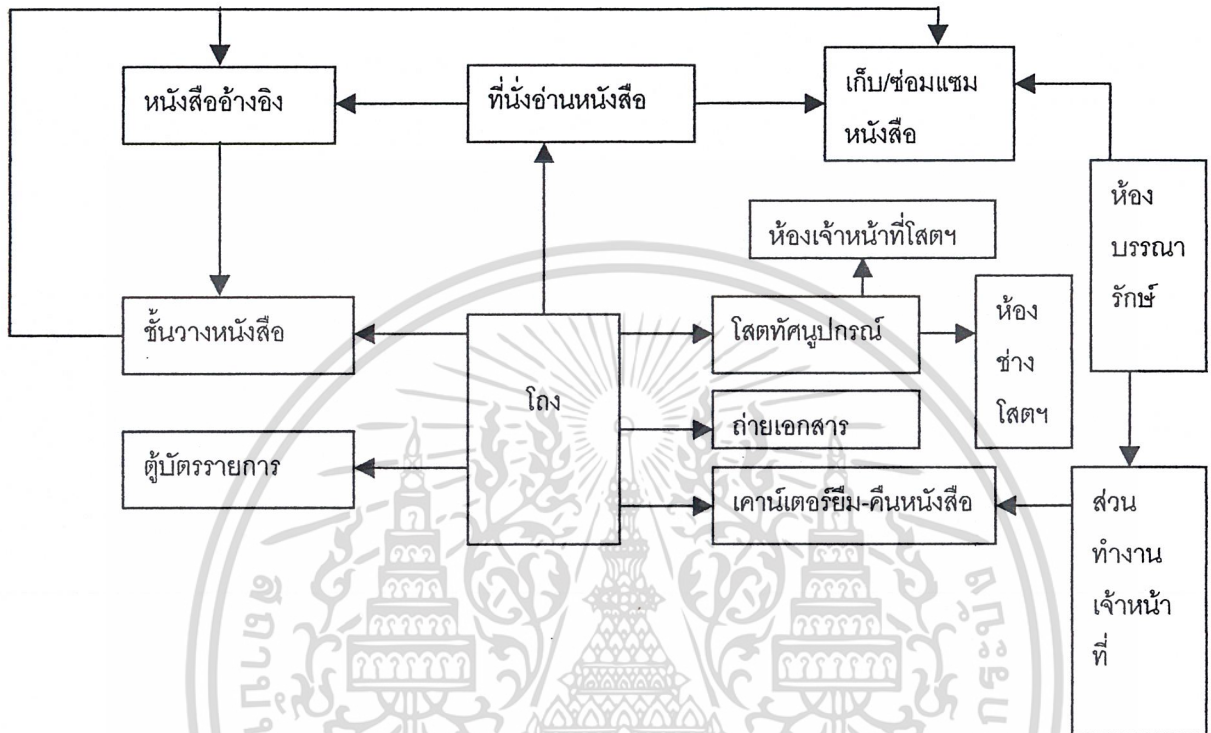 หนังสืออ้างอิง
ที่นั่งอ่านหนังสือ
เก็บ/ซ่อมแซม
หนังสือ
ห้อง
บรรณา
รักษ์
ห้องเจ้าหน้าที่โสตฯ
ชั้นวางหนังสือ
โถง
โสตทัศนูปกรณ์
ห้อง
ช่าง
โสตฯ
ถ่ายเอกสาร
ตู้บัตรรายการ
เคาน์เตอร์ยืม-คืนหนังสือ
ส่วน
ทำงาน
เจ้าหน้า
ที่